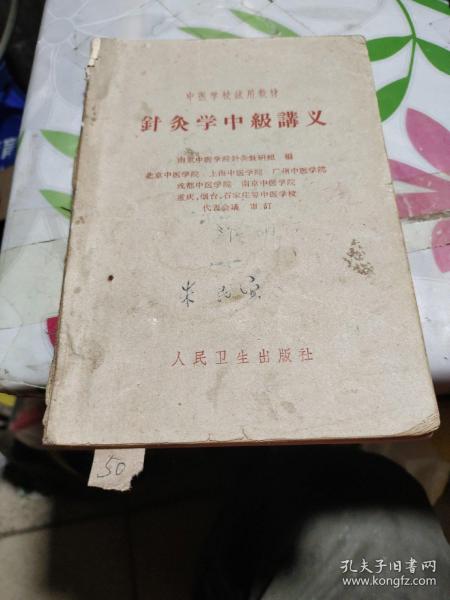 中医学校試用教材
針灸学中級講义
南京中医学院針灸教研組 編
北京中医学院 上海中医学院 广州中医学院
成都中医学院 南京中医学院
重庆、烟台、石家庄等中医学校
代表会議 审訂
人民卫生出版社
50
孔夫子旧书网
www.kongfz.com